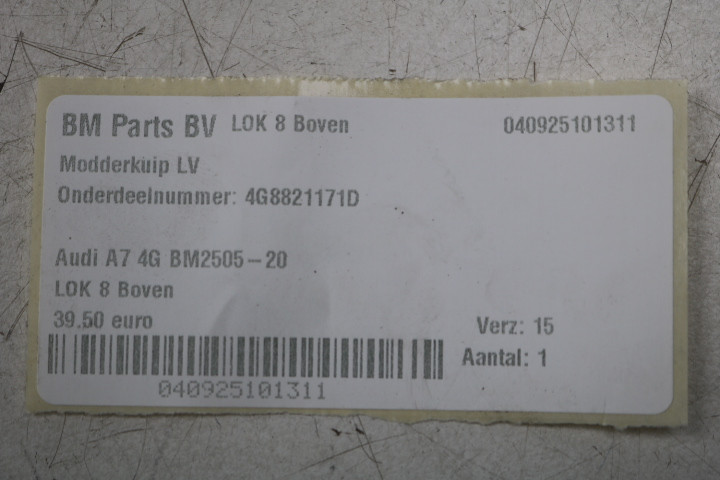 BM Parts BV LOK 8 Boven 040925101311
Modderkuip LV
Onderdeelnummer: 4G8821171D
Audi A7 4G BM2505-20
LOK 8 Boven
39.50 euro
Verz: 15
Aantal: 1
040925101311